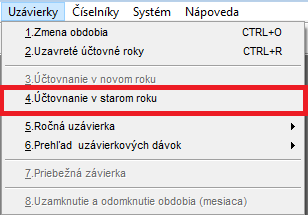 Uzávierky Číselníky Systém Nápoveda
1.Zmena obdobia CTRL+O
2.Uzavreté účtovné roky CTRL+R
3.Účtovnanie v novom roku
4.Účtovnanie v starom roku
5.Ročná uzávierka
6.Prehľad uzávierkových dávok
7.Priebežná závierka
8.Uzamknutie a odomknutie obdobia (mesiaca)